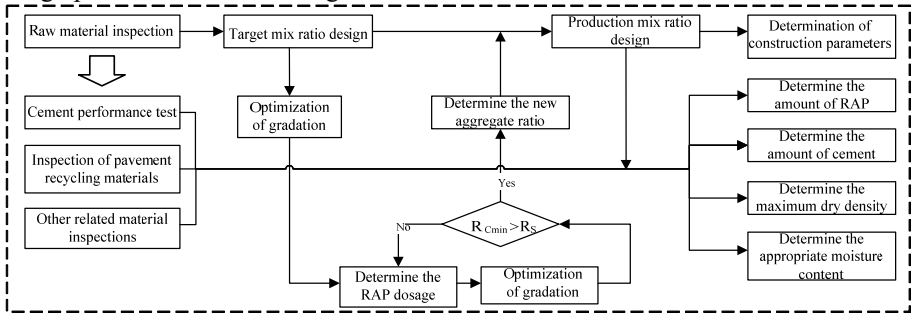 Raw material inspection
Target mix ratio design
Production mix ratio
design
Determination of
construction parameters
Cement performance test
Optimization
of gradation
Determine the new
aggregate ratio
Determine the
amount of RAP
Inspection of pavement
recycling materials
Determine the
amount of cement
Yes
Other related material
inspections
No
R Cmin >RS
Determine the
maximum dry density
Determine the
RAP dosage
Optimization
of gradation
Determine the
appropriate moisture
content